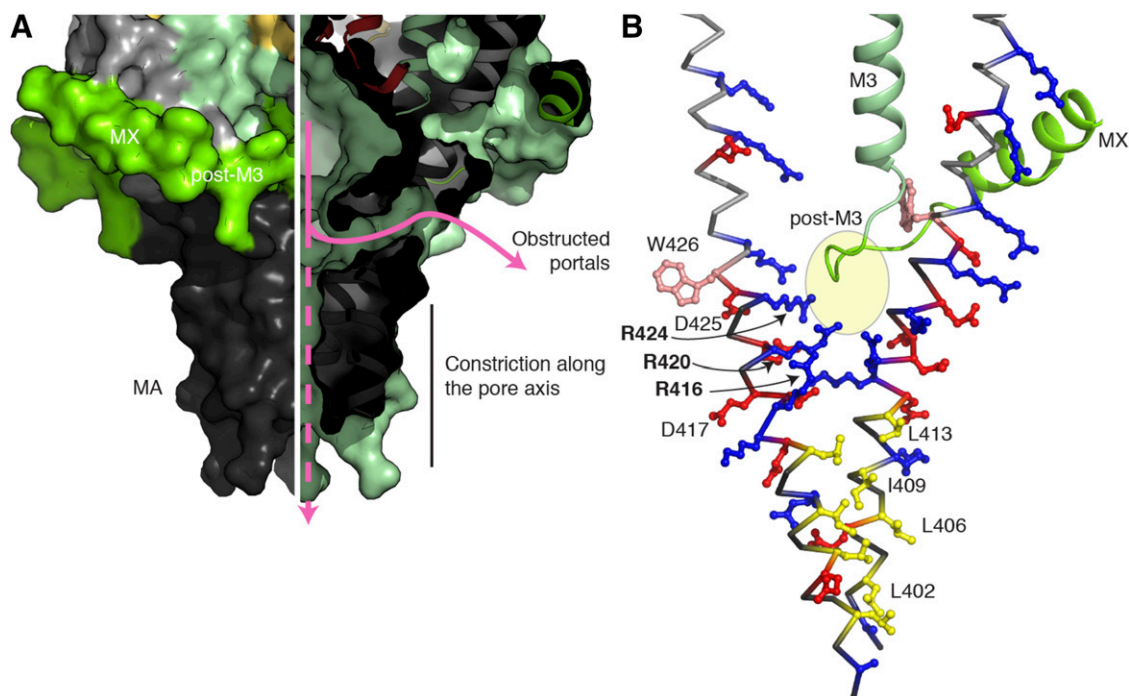 A
MX
post-M3
MA
Obstructed
portals
Constriction along
the pore axis
B
M3
MX
post-M3
W426
D425
R424
R420
R416
D417
L413
I409
L406
L402